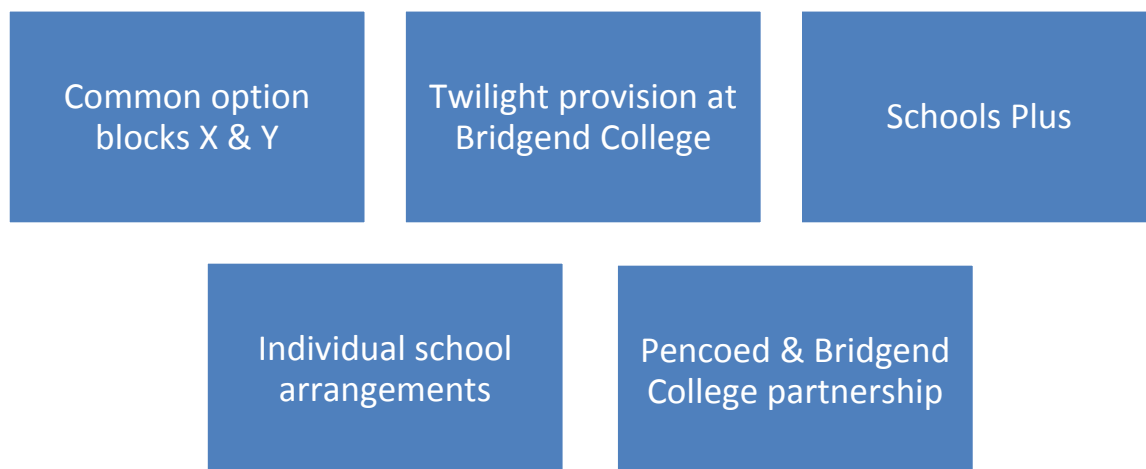 Common option
blocks X & Y
Twilight provision at
Bridgend College
Schools Plus
Individual school
arrangements
Pencoed & Bridgend
College partnership